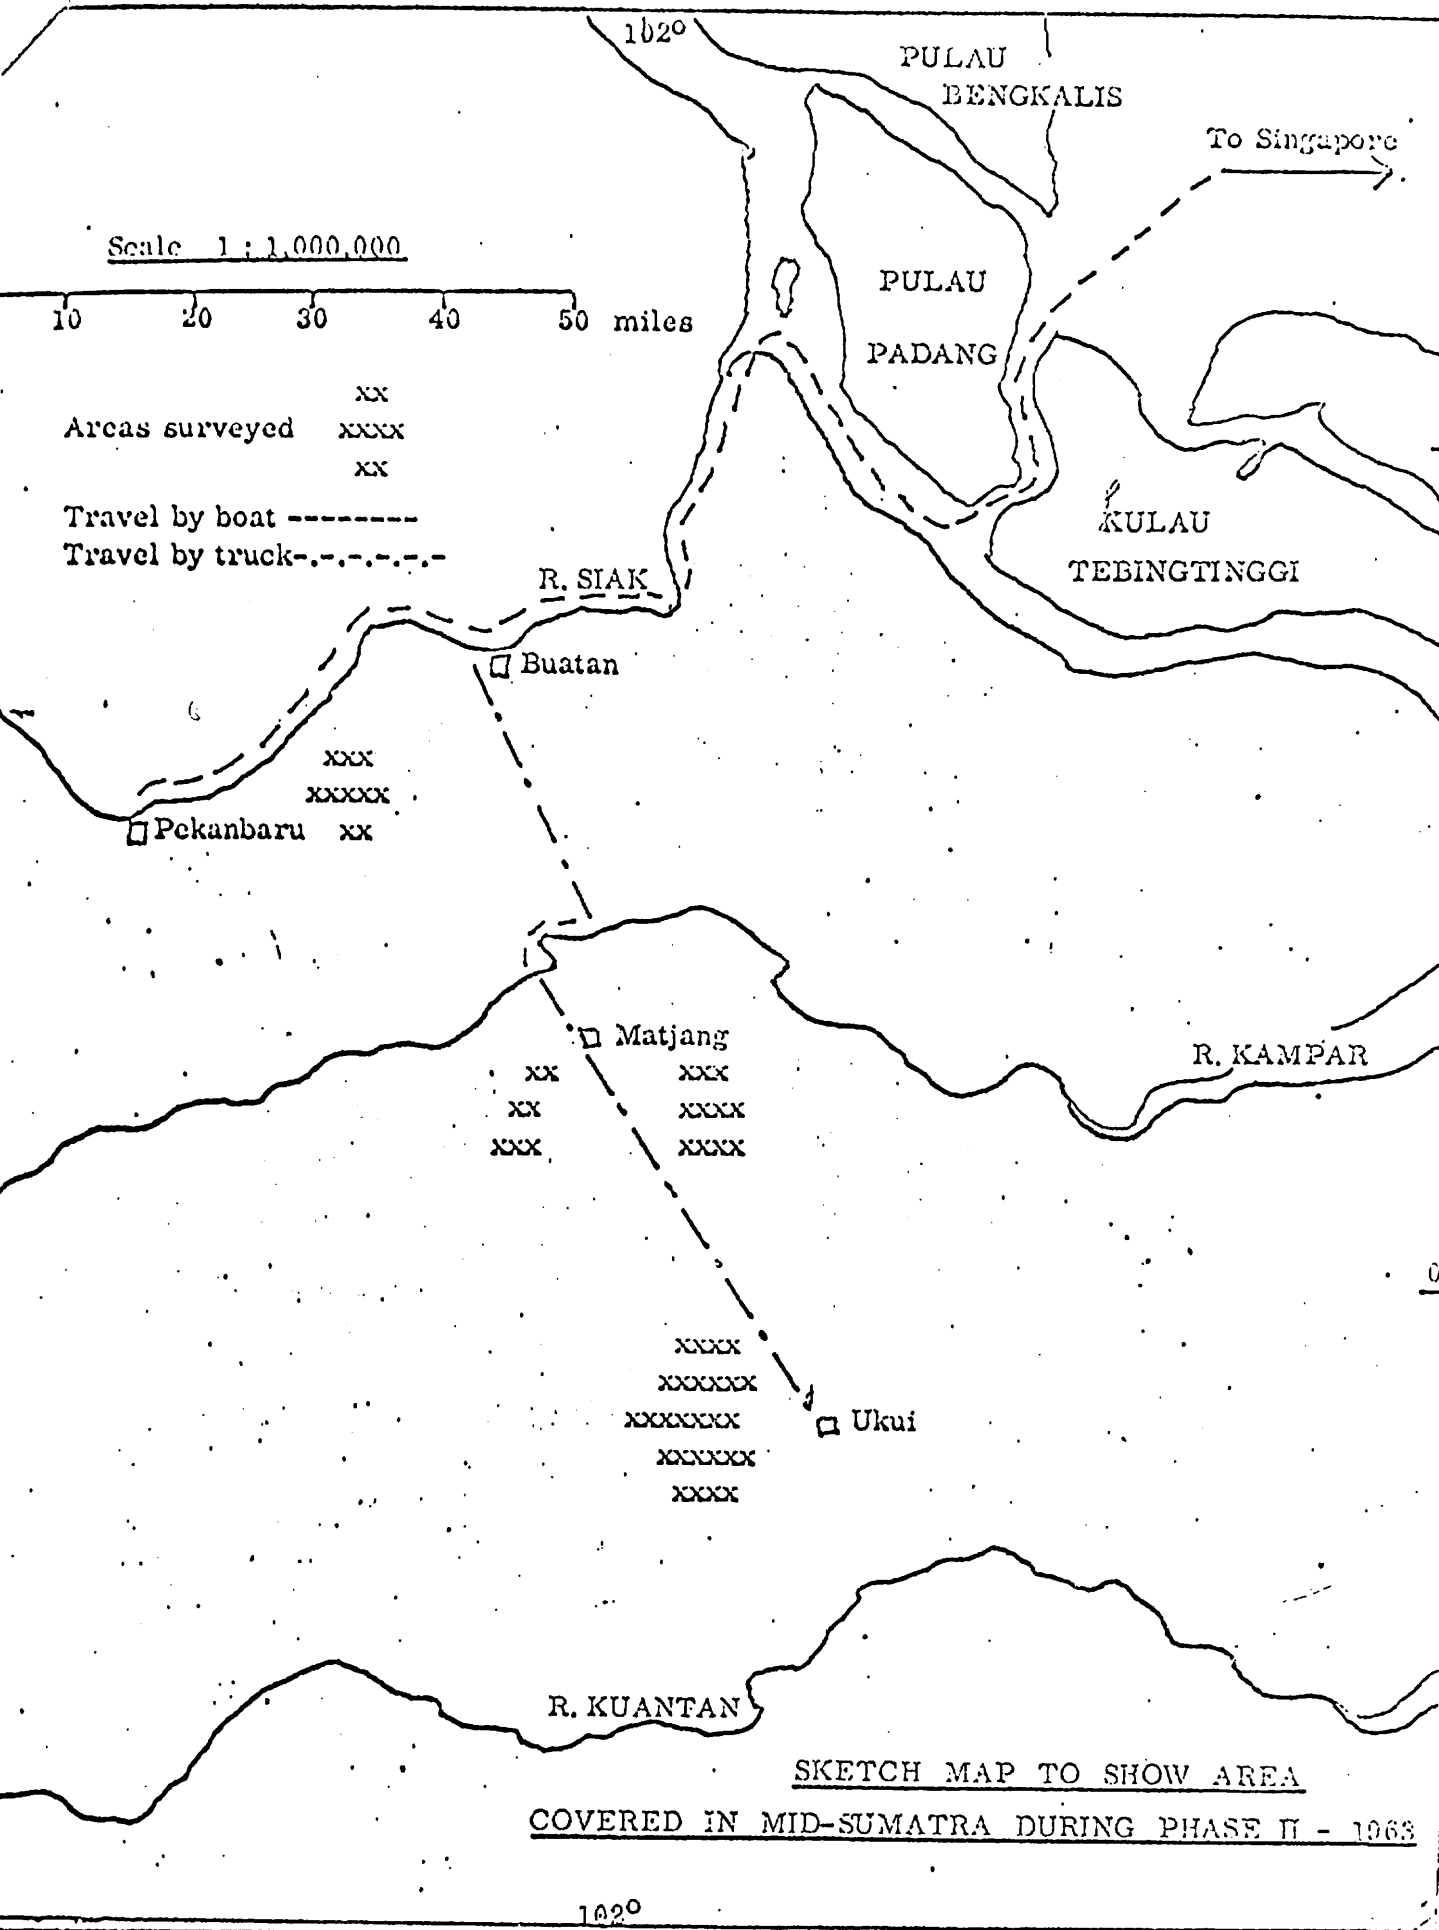 102°
PULAU
BENGKALIS
To Singapore
Scale 1 : 1,000,000
10 20 30 40 50 miles
PULAU
PADANG
xx
Areas surveyed xxxx
xx
Travel by boat --------
Travel by truck-.-.-.-.-.-
KULAU
TEBINGTINGGI
R. SIAK
Buatan
xxx
xxxxx
Pekanbaru xx
Matjang
R. KAMPAR
xx xxx
xx xxxx
xxx xxxx
0
xxxx
xxxxxx
xxxxxxx Ukui
xxxxxx
xxxx
R. KUANTAN
SKETCH MAP TO SHOW AREA
COVERED IN MID-SUMATRA DURING PHASE II - 1963
102°